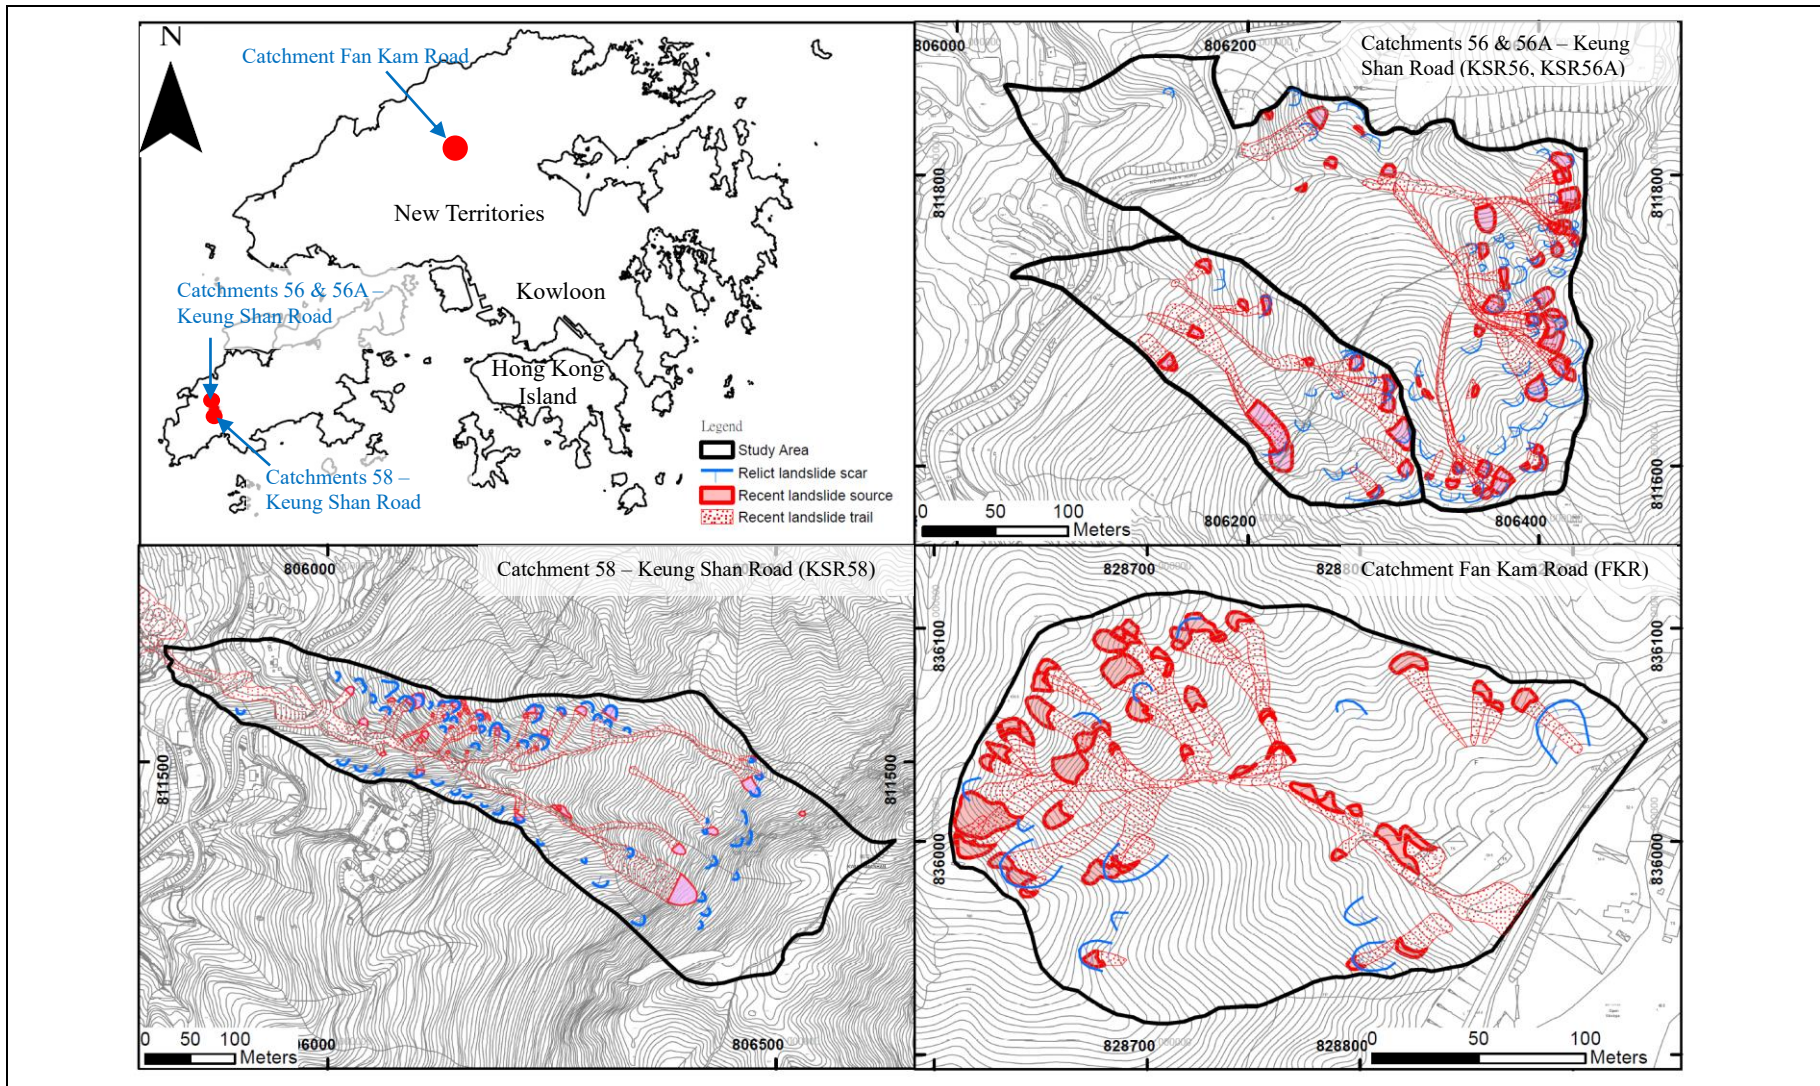 N
Catchment Fan Kam Road
New Territories
Catchments 56 & 56A –
Keung Shan Road
Kowloon
Hong Kong
Island
Catchments 58 –
Keung Shan Road
Legend
Study Area
Relict landslide scar
Recent landslide source
Recent landslide trail
806000
806200
Catchments 56 & 56A – Keung
Shan Road (KSR56, KSR56A)
811800
811800
811600
0 50 100
Meters
806200
806400
806000
Catchment 58 – Keung Shan Road (KSR58)
811500
811500
0 50 100
Meters
806000
806500
828700
Catchment Fan Kam Road (FKR)
836100
836100
836000
836000
828700
828800
0 50 100
Meters